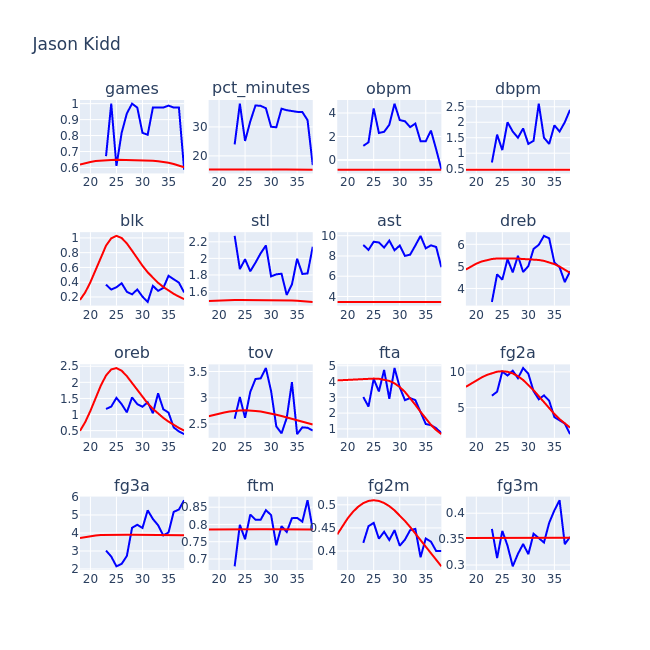 Jason Kidd
games pct_minutes obpm dbpm
1 0.9 0.8 0.7 0.6 30 20 4 2 0 2.5 2 1.5 1 0.5
20 25 30 35 20 25 30 35 20 25 30 35 20 25 30 35
blk stl ast dreb
1 0.8 0.6 0.4 0.2 2.2 2 1.8 1.6 10 8 6 4 6 4
20 25 30 35 20 25 30 35 20 25 30 35 20 25 30 35
oreb tov fta fg2a
2.5 2 1.5 1 0.5 3.5 3 2.5 5 4 3 2 1 10 5
20 25 30 35 20 25 30 35 20 25 30 35 20 25 30 35
fg3a ftm fg2m fg3m
6 5 4 3 2 0.85 0.8 0.75 0.7 0.5 0.45 0.4 0.4 0.35 0.3
20 25 30 35 20 25 30 35 20 25 30 35 20 25 30 35